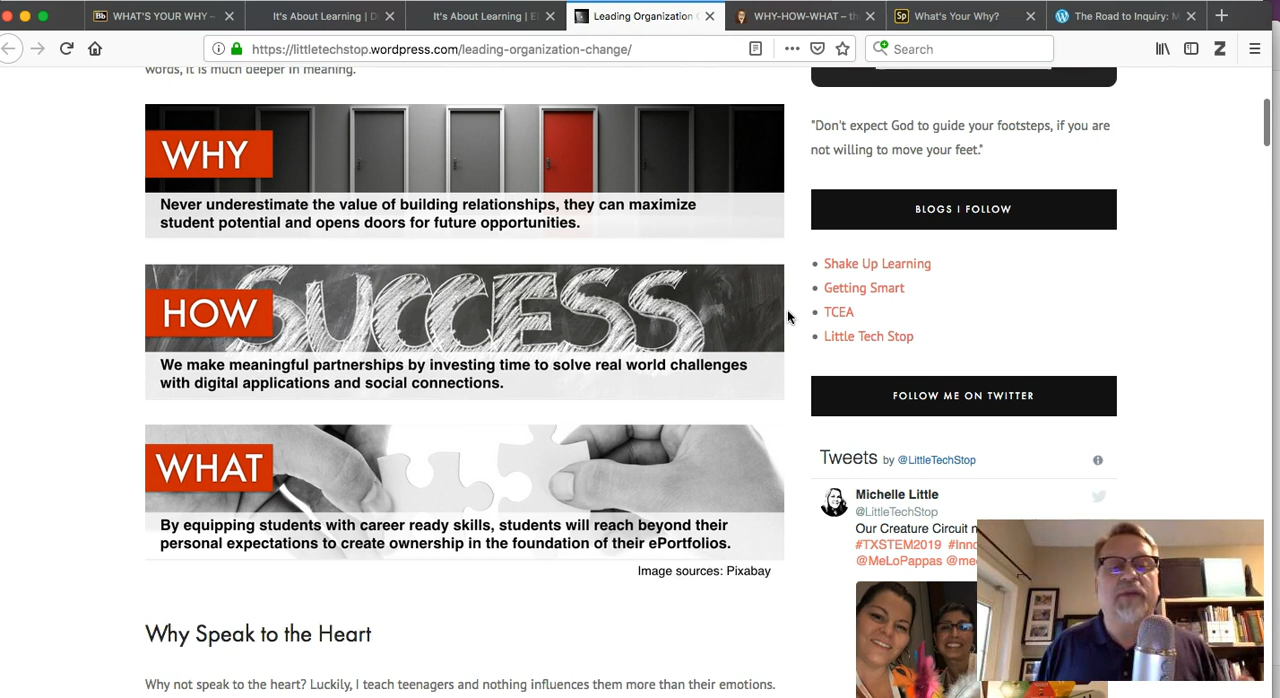 WHAT'S YOUR WHY –
It's About Learning | D
It's About Learning | E
Leading Organization C
WHY-HOW-WHAT – th
Sp
What's Your Why?
The Road to Inquiry: M
Bb
https://littletechstop.wordpress.com/leading-organization-change/
Search
Z
words, it is much deeper in meaning.
WHY
Never underestimate the value of building relationships, they can maximize
student potential and opens doors for future opportunities.
SUCCESS
HOW
We make meaningful partnerships by investing time to solve real world challenges
with digital applications and social connections.
WHAT
By equipping students with career ready skills, students will reach beyond their
personal expectations to create ownership in the foundation of their ePortfolios.
Image sources: Pixabay
Why Speak to the Heart
Why not speak to the heart? Luckily, I teach teenagers and nothing influences them more than their emotions.
"Don't expect God to guide your footsteps, if you are
not willing to move your feet."
BLOGS I FOLLOW
Shake Up Learning
Getting Smart
TCEA
Little Tech Stop
FOLLOW ME ON TWITTER
Tweets by @LittleTechStop
Michelle Little
@LittleTechStop
Our Creature Circuit n
#TXSTEM2019 #Inno
@MeLoPappas @me